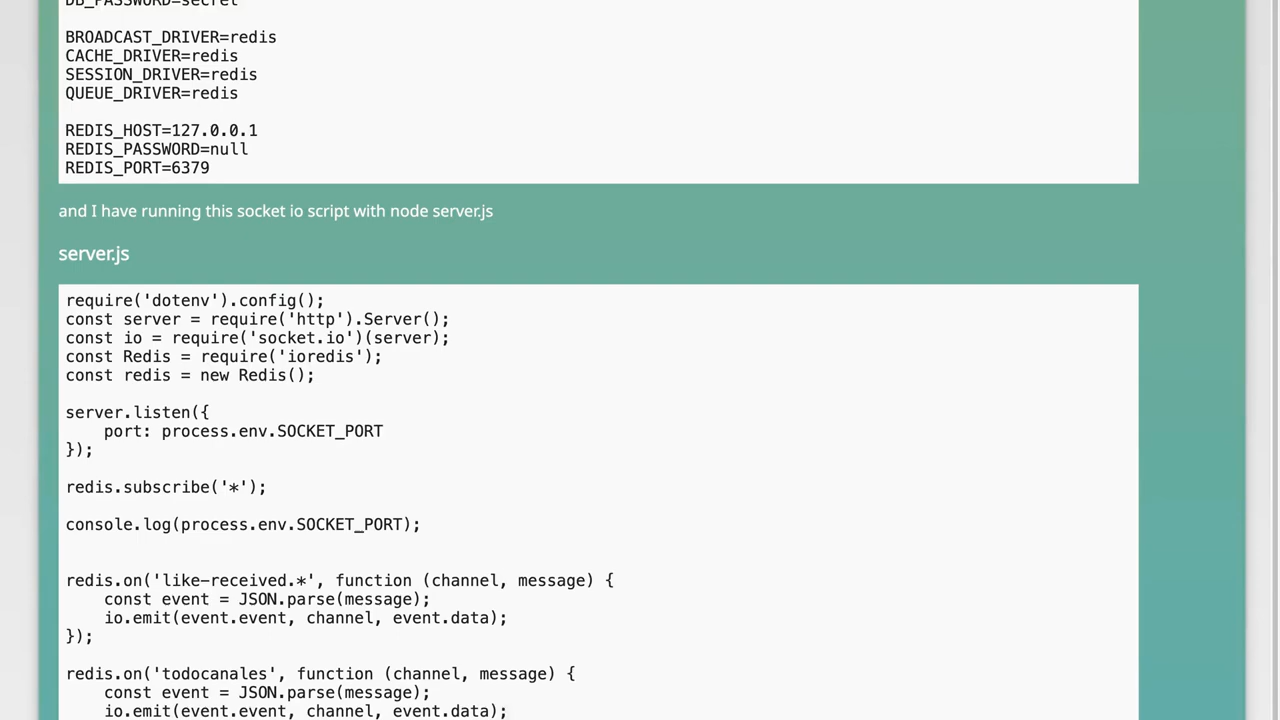 DB_PASSWORD=secret
BROADCAST_DRIVER=redis
CACHE_DRIVER=redis
SESSION_DRIVER=redis
QUEUE_DRIVER=redis
REDIS_HOST=127.0.0.1
REDIS_PASSWORD=null
REDIS_PORT=6379
and I have running this socket io script with node server.js
server.js
require('dotenv').config();
const server = require('http').Server();
const io = require('socket.io')(server);
const Redis = require('ioredis');
const redis = new Redis();
server.listen({
    port: process.env.SOCKET_PORT
});
redis.subscribe('*');
console.log(process.env.SOCKET_PORT);
redis.on('like-received.*', function (channel, message) {
    const event = JSON.parse(message);
    io.emit(event.event, channel, event.data);
});
redis.on('todocanales', function (channel, message) {
    const event = JSON.parse(message);
    io.emit(event.event, channel, event.data);